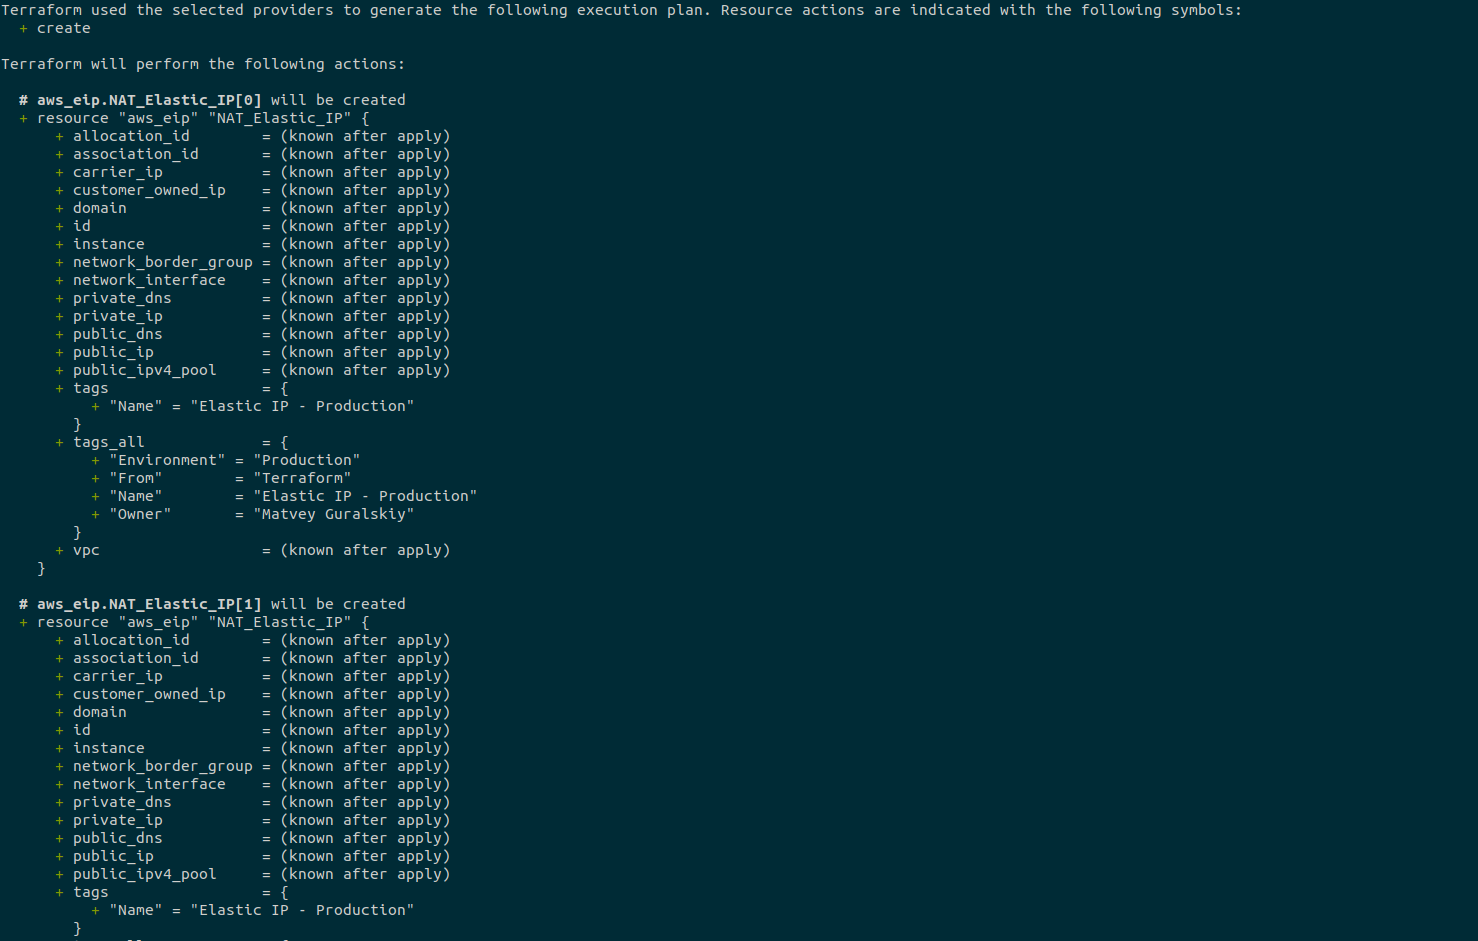 Terraform used the selected providers to generate the following execution plan. Resource actions are indicated with the following symbols:
  + create

Terraform will perform the following actions:

  # aws_eip.NAT_Elastic_IP[0] will be created
  + resource "aws_eip" "NAT_Elastic_IP" {
      + allocation_id        = (known after apply)
      + association_id       = (known after apply)
      + carrier_ip           = (known after apply)
      + customer_owned_ip    = (known after apply)
      + domain               = (known after apply)
      + id                   = (known after apply)
      + instance             = (known after apply)
      + network_border_group = (known after apply)
      + network_interface    = (known after apply)
      + private_dns          = (known after apply)
      + private_ip           = (known after apply)
      + public_dns           = (known after apply)
      + public_ip            = (known after apply)
      + public_ipv4_pool     = (known after apply)
      + tags                 = {
          + "Name" = "Elastic IP - Production"
        }
      + tags_all             = {
          + "Environment" = "Production"
          + "From"        = "Terraform"
          + "Name"        = "Elastic IP - Production"
          + "Owner"       = "Matvey Guralskiy"
        }
      + vpc                  = (known after apply)
    }

  # aws_eip.NAT_Elastic_IP[1] will be created
  + resource "aws_eip" "NAT_Elastic_IP" {
      + allocation_id        = (known after apply)
      + association_id       = (known after apply)
      + carrier_ip           = (known after apply)
      + customer_owned_ip    = (known after apply)
      + domain               = (known after apply)
      + id                   = (known after apply)
      + instance             = (known after apply)
      + network_border_group = (known after apply)
      + network_interface    = (known after apply)
      + private_dns          = (known after apply)
      + private_ip           = (known after apply)
      + public_dns           = (known after apply)
      + public_ip            = (known after apply)
      + public_ipv4_pool     = (known after apply)
      + tags                 = {
          + "Name" = "Elastic IP - Production"
        }